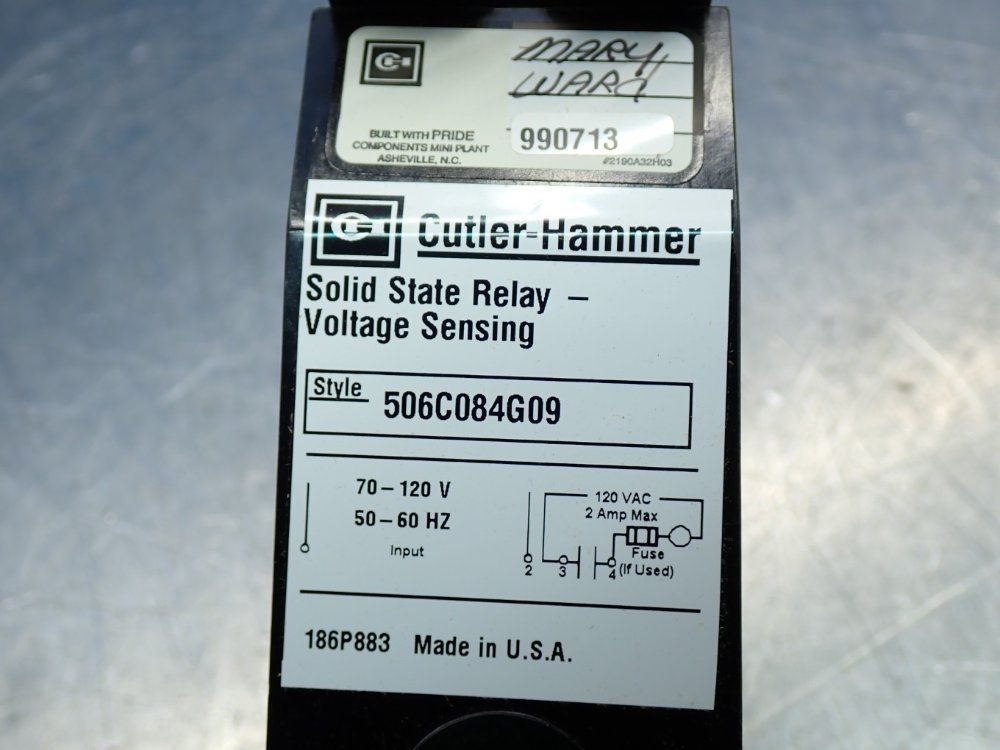 MARY
WARD
BUILT WITH PRIDE
COMPONENTS MINI PLANT
ASHEVILLE, N.C.
990713
#2190A32H03
Cutler-Hammer
Solid State Relay –
Voltage Sensing
Style 506C084G09
70 – 120 V
50 – 60 HZ
Input
120 VAC
2 Amp Max
Fuse
(If Used)
2 3 4
186P883 Made in U.S.A.